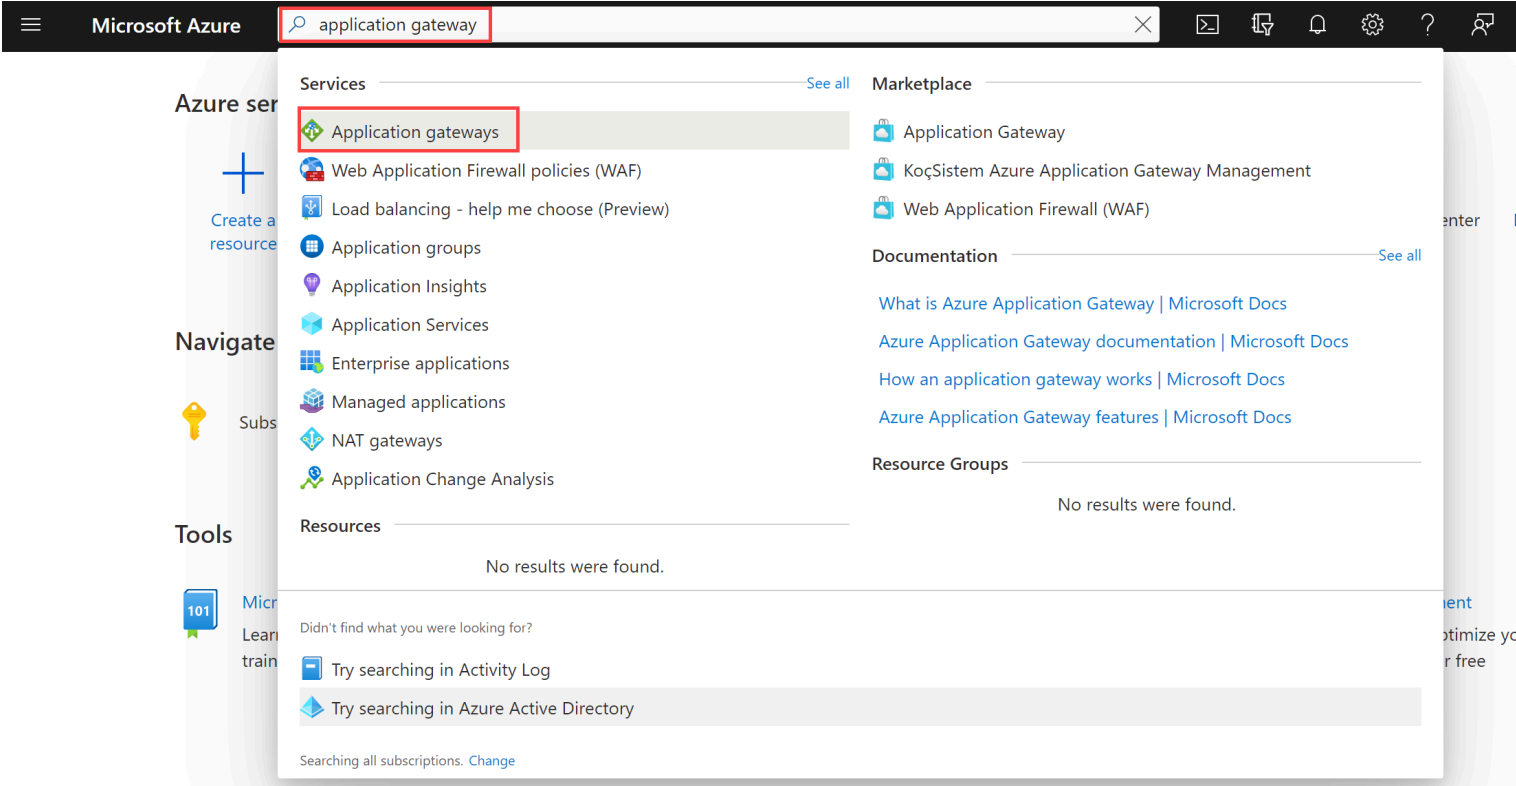 Microsoft Azure
application gateway
Azure ser
Create a
resource
Navigate
Subs
Tools
101
Micr
Learn
train
Services
See all
Application gateways
Web Application Firewall policies (WAF)
Load balancing - help me choose (Preview)
Application groups
Application Insights
Application Services
Enterprise applications
Managed applications
NAT gateways
Application Change Analysis
Resources
No results were found.
Marketplace
Application Gateway
KoçSistem Azure Application Gateway Management
Web Application Firewall (WAF)
Documentation
See all
What is Azure Application Gateway | Microsoft Docs
Azure Application Gateway documentation | Microsoft Docs
How an application gateway works | Microsoft Docs
Azure Application Gateway features | Microsoft Docs
Resource Groups
No results were found.
Didn't find what you were looking for?
Try searching in Activity Log
Try searching in Azure Active Directory
Searching all subscriptions. Change
enter
ment
ptimize yo
r free